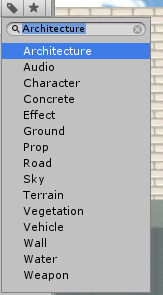 Architecture
Architecture
Audio
Character
Concrete
Effect
Ground
Prop
Road
Sky
Terrain
Vegetation
Vehicle
Wall
Water
Weapon